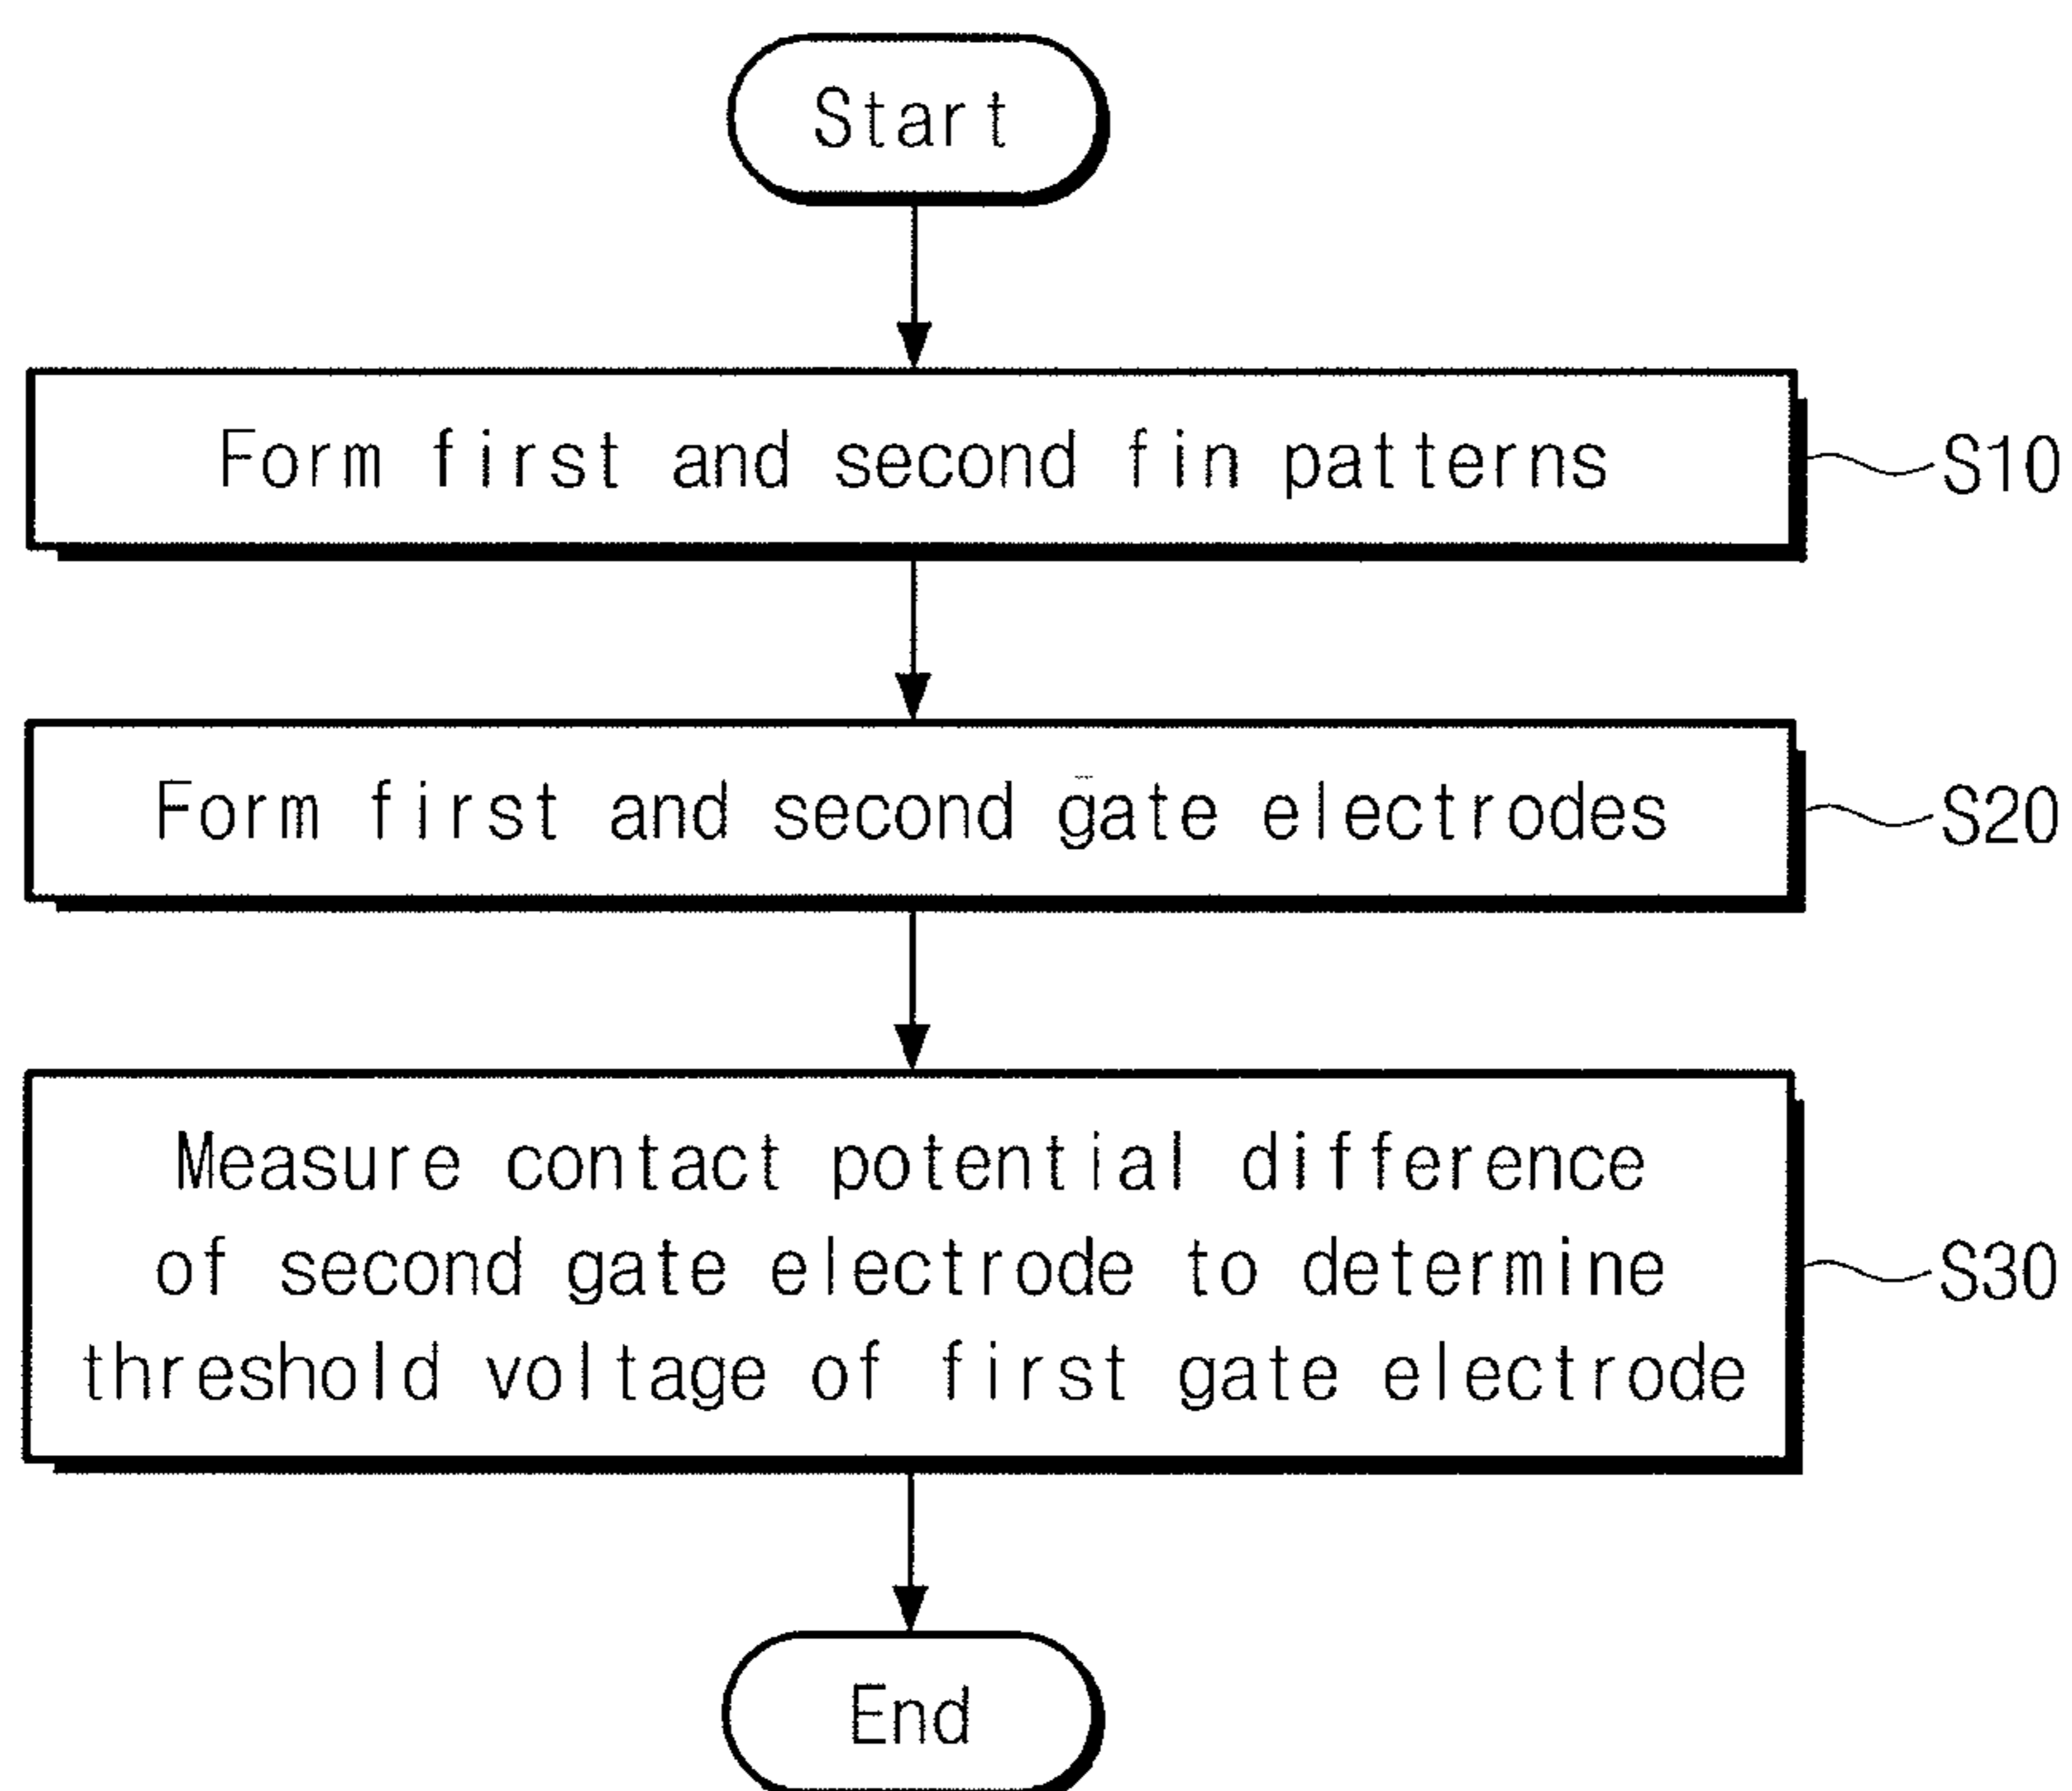 Start
Form first and second fin patterns
S10
Form first and second gate electrodes
S20
Measure contact potential difference
of second gate electrode to determine
threshold voltage of first gate electrode
S30
End